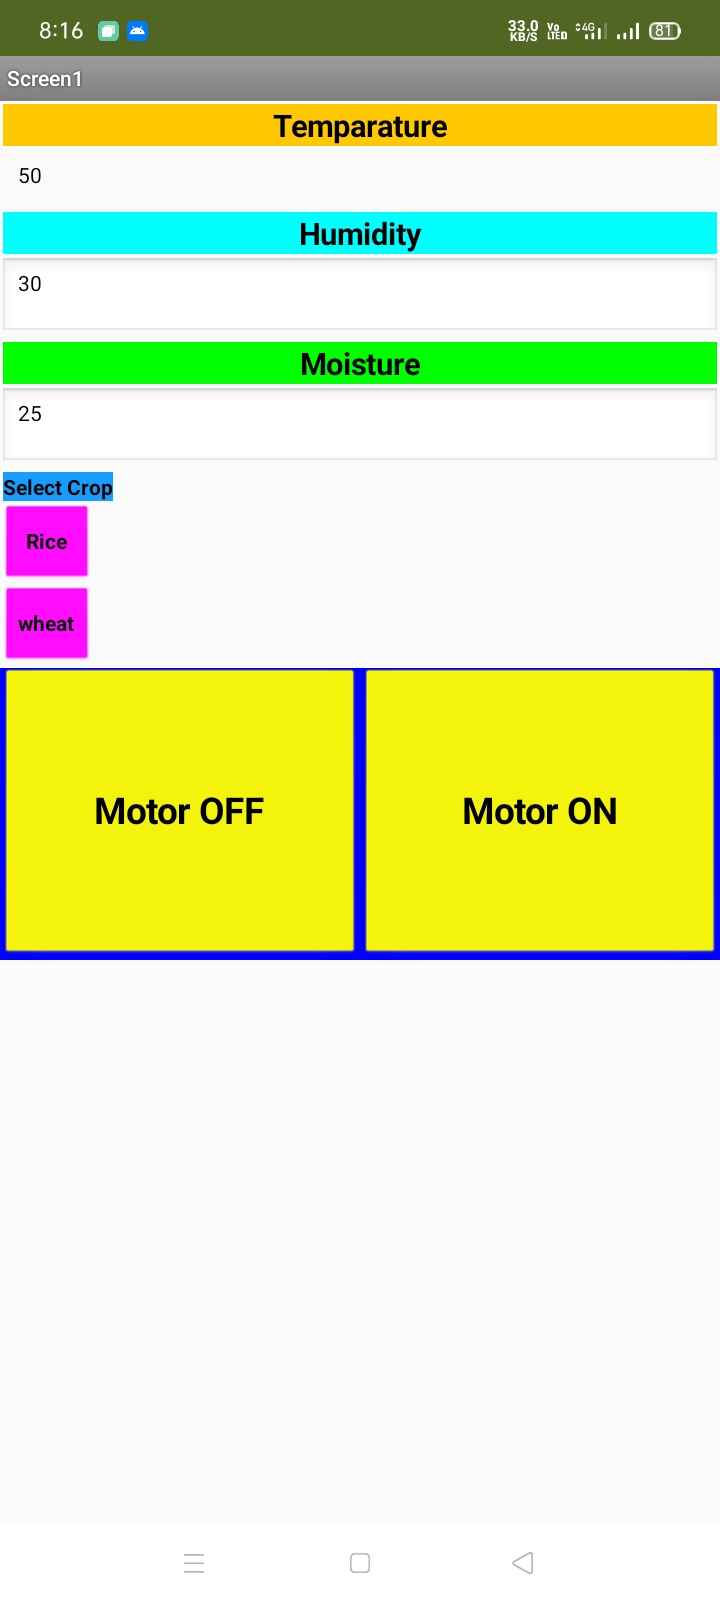 8:16 33.0 KB/S Vo LTE 4G 81
Screen1
Temparature
50
Humidity
30
Moisture
25
Select Crop
Rice
wheat
Motor OFF Motor ON